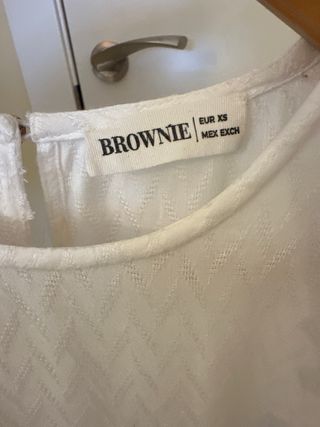 BROWNIE
EUR XS
MEX EXCH